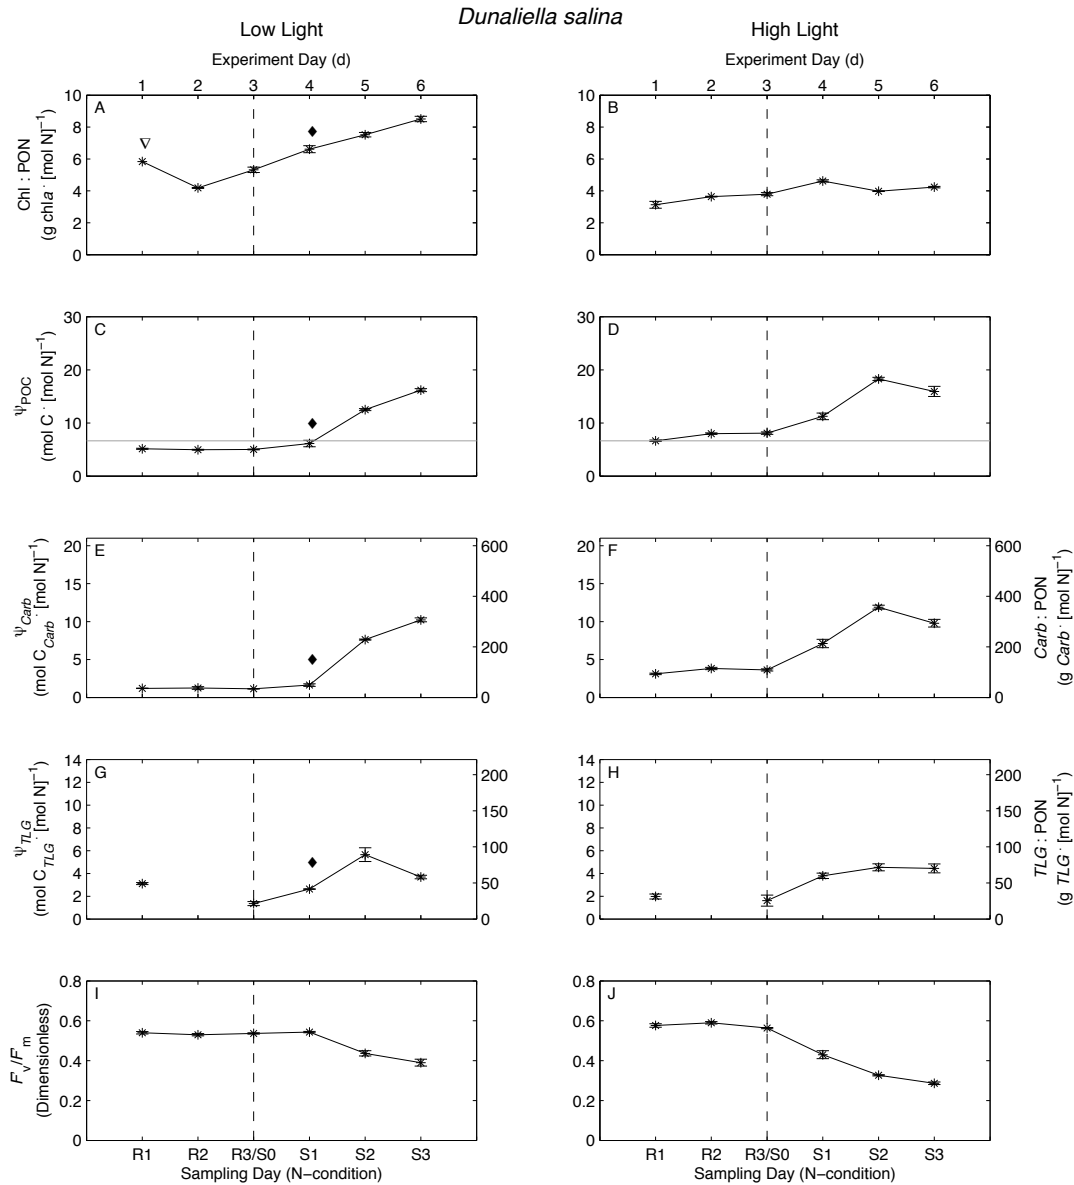 Dunaliella salina
Low Light
High Light
Experiment Day (d)
Experiment Day (d)
1 2 3 4 5 6
1 2 3 4 5 6
A
B
10
8
6
4
2
0
10
8
6
4
2
0
Chl : PON
(g chla · [mol N]⁻¹)
C
D
30
20
10
0
30
20
10
0
ψPOC
(mol C · [mol N]⁻¹)
E
F
20
15
10
5
0
600
400
200
0
20
15
10
5
0
600
400
200
0
ψCarb
(mol CCarb · [mol N]⁻¹)
Carb : PON
(g Carb · [mol N]⁻¹)
G
H
14
12
10
8
6
4
2
0
200
150
100
50
0
14
12
10
8
6
4
2
0
200
150
100
50
0
ψTLG
(mol CTLG · [mol N]⁻¹)
TLG : PON
(g TLG · [mol N]⁻¹)
I
J
0.8
0.6
0.4
0.2
0
0.8
0.6
0.4
0.2
0
Fv/Fm
(Dimensionless)
R1 R2 R3/S0 S1 S2 S3
R1 R2 R3/S0 S1 S2 S3
Sampling Day (N−condition)
Sampling Day (N−condition)